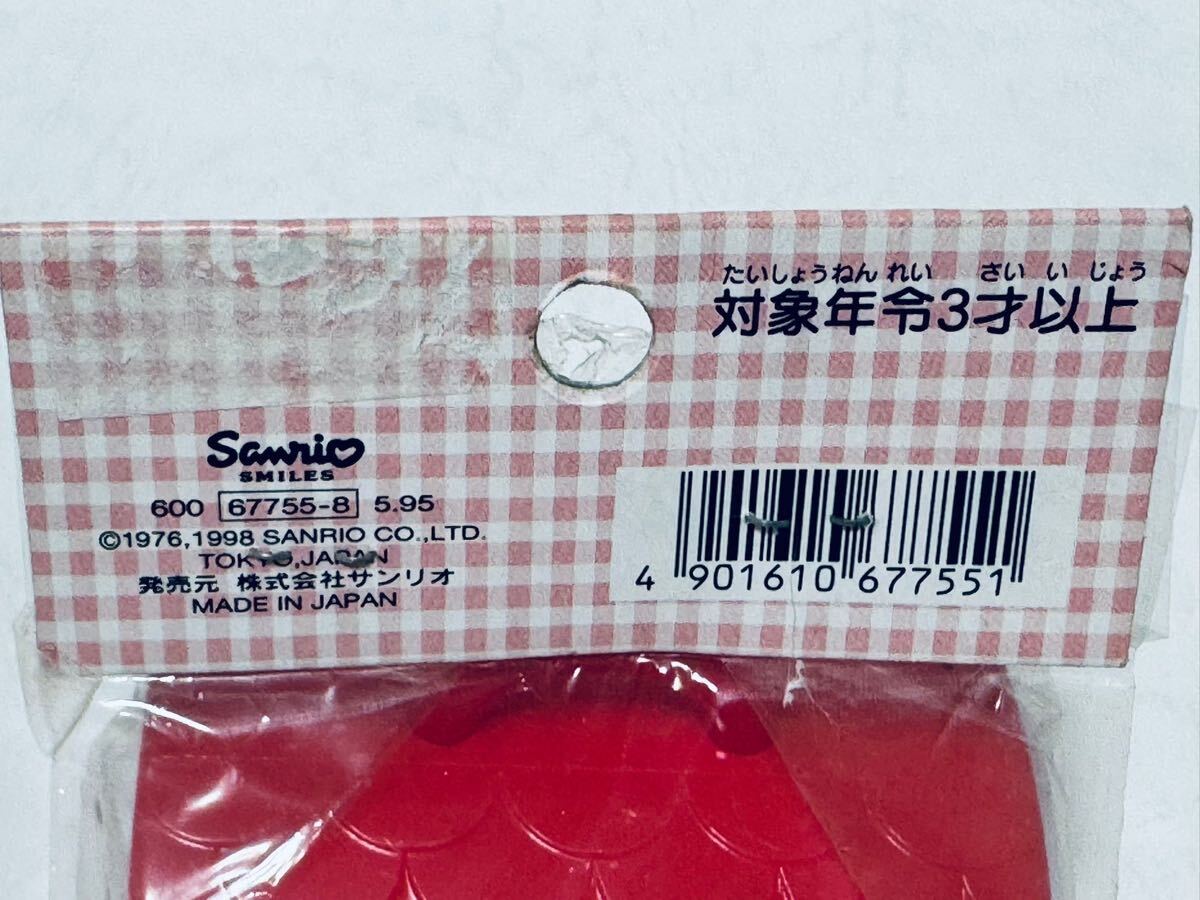 たいしょうねんれい さいいじょう
対象年令3才以上
Sanrio
SMILES
600 67755-8 5.95
©1976,1998 SANRIO CO.,LTD.
TOKYO,JAPAN
発売元 株式会社サンリオ
MADE IN JAPAN
4 901610 677551